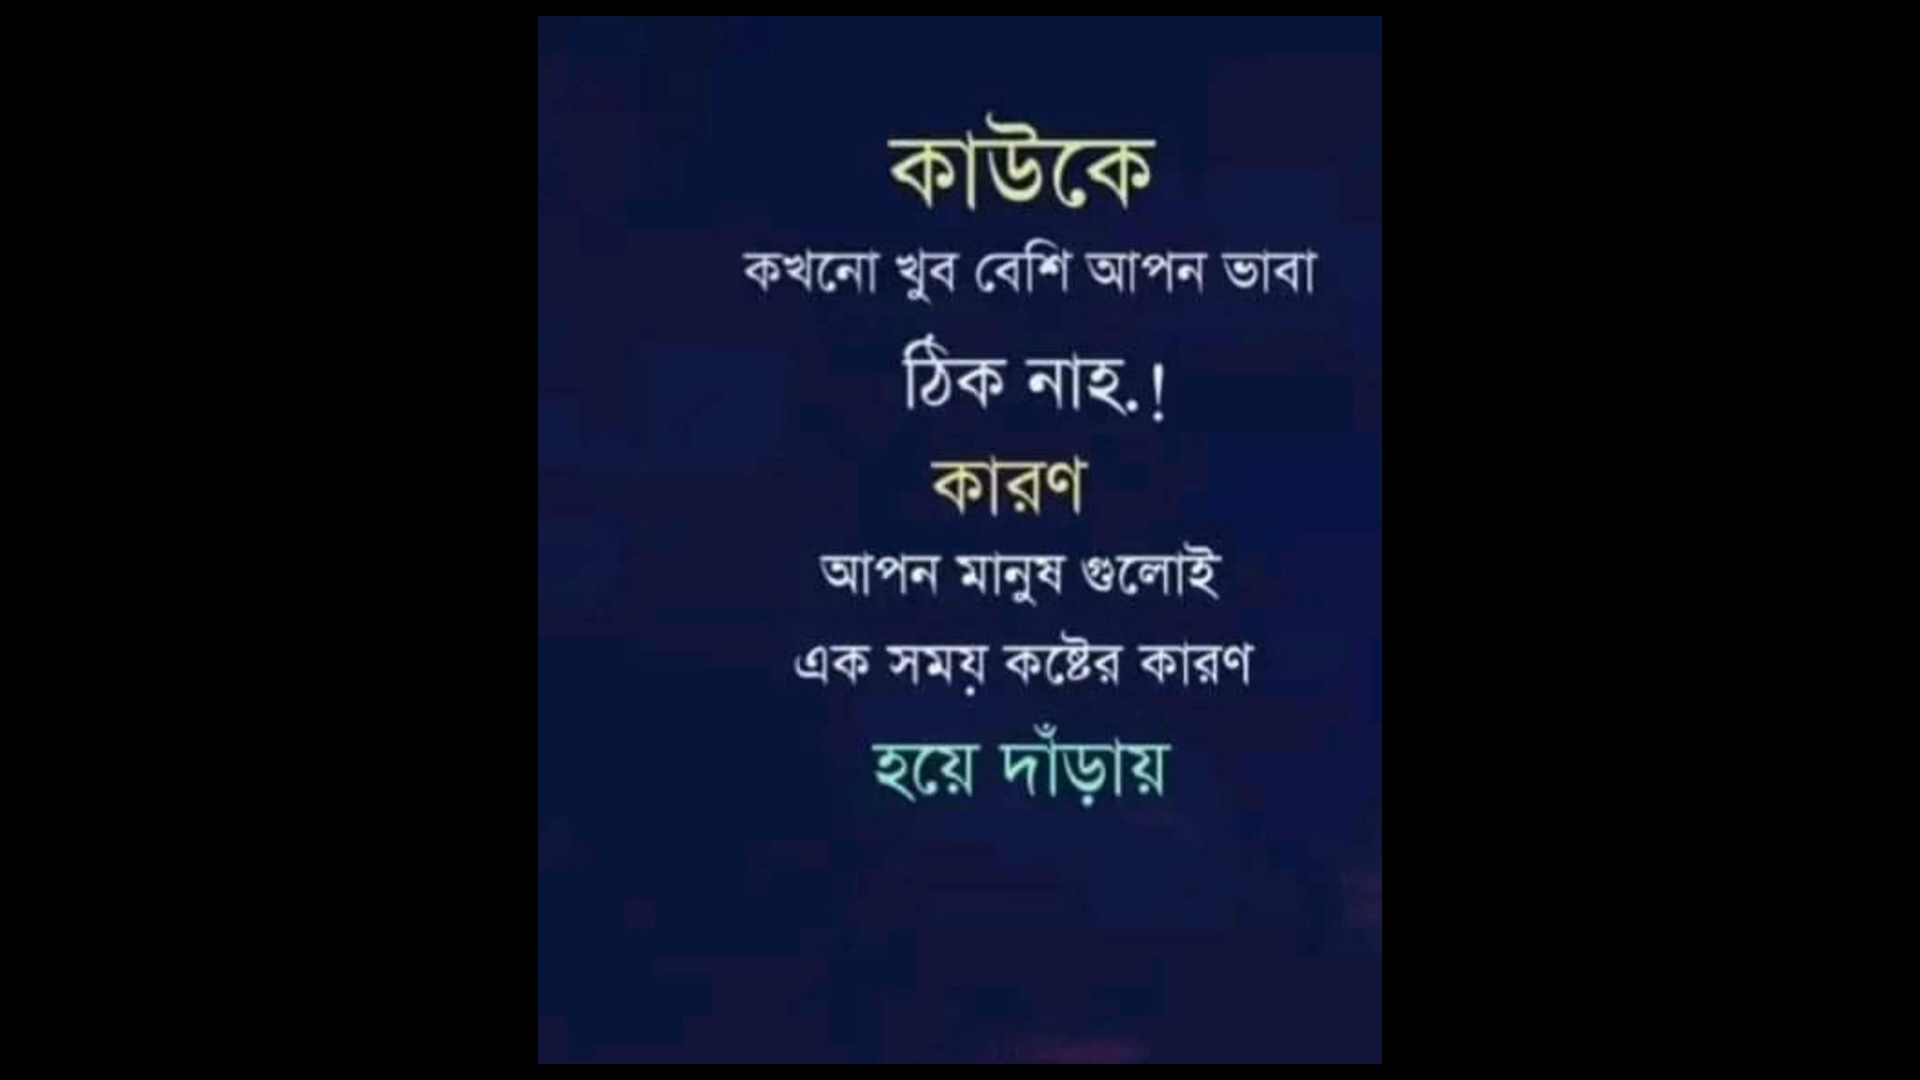 কাউকে
কখনো খুব বেশি আপন ভাবা
ঠিক নাহ.!
কারণ
আপন মানুষ গুলোই
এক সময় কষ্টের কারণ
হয়ে দাঁড়ায়